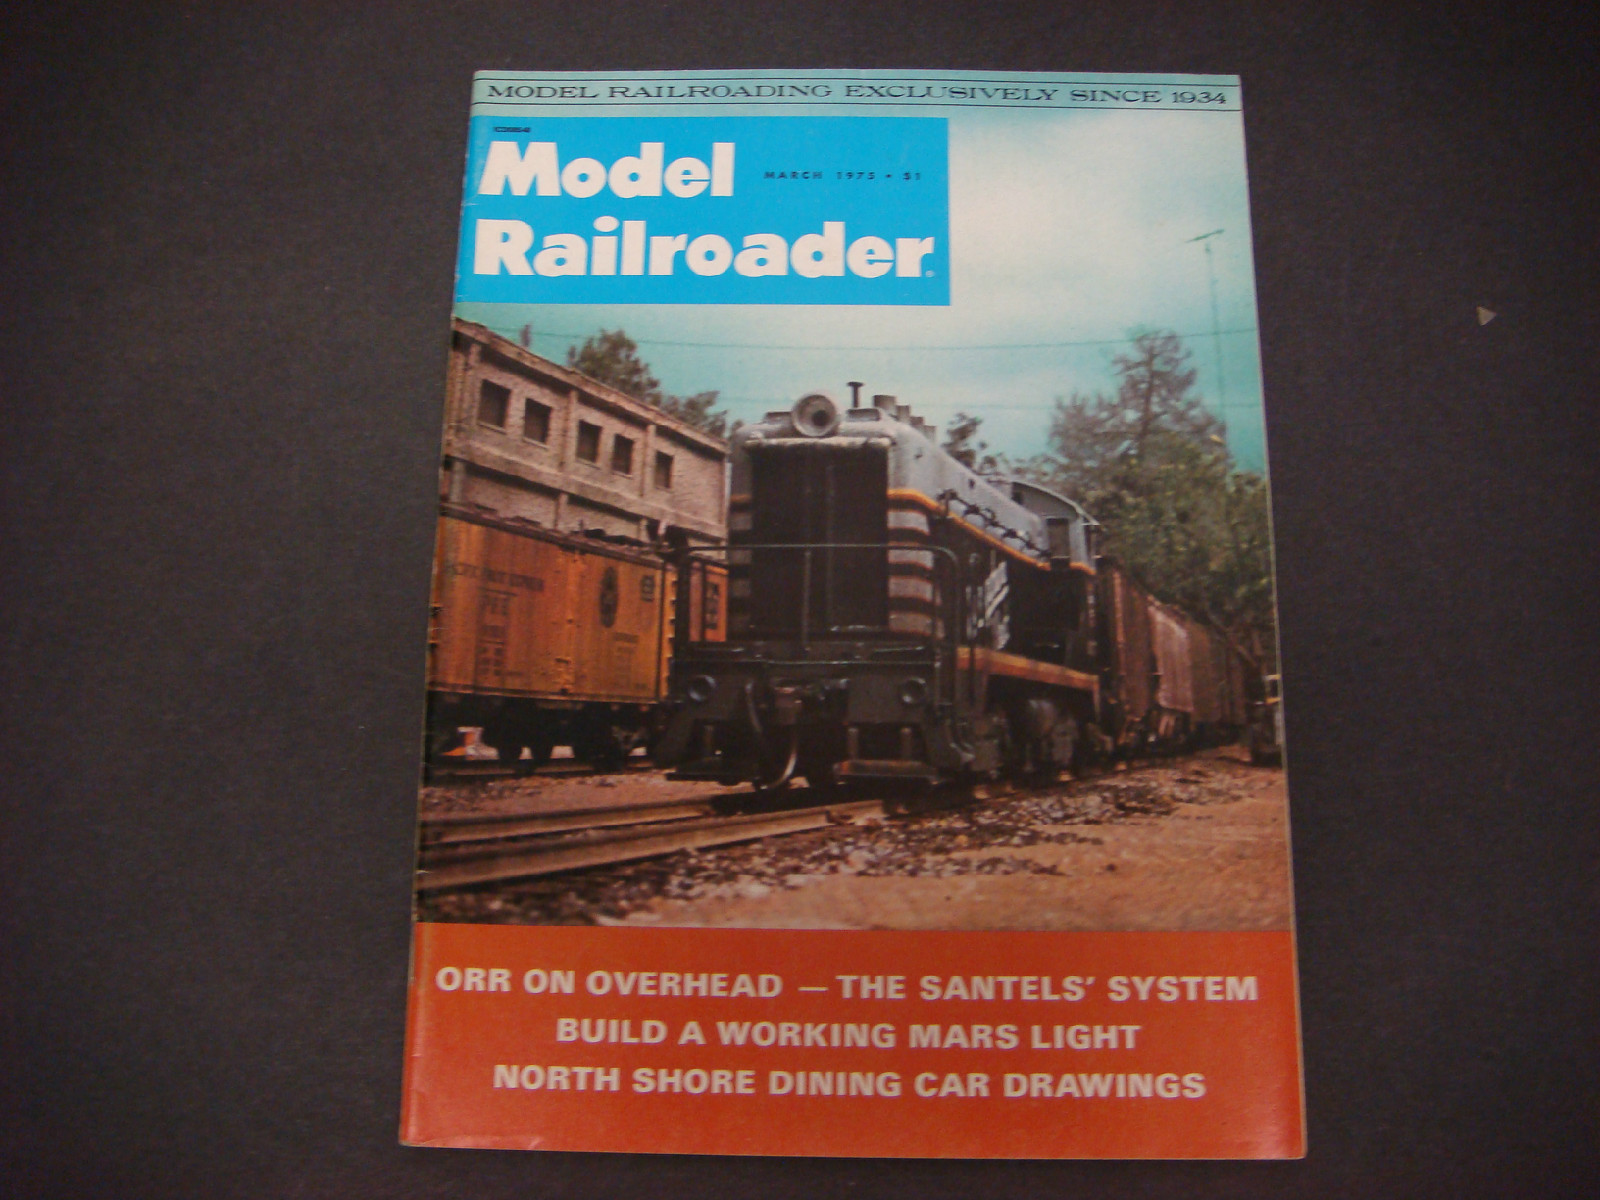 MODEL RAILROADING EXCLUSIVELY SINCE 1934
Model
MARCH 1975 • $1
Railroader
ORR ON OVERHEAD — THE SANTELS' SYSTEM
BUILD A WORKING MARS LIGHT
NORTH SHORE DINING CAR DRAWINGS